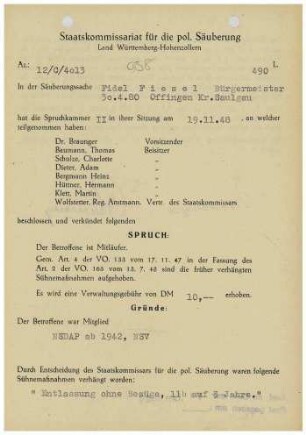 Staatskommissariat für die pol. Säuberung
Land Württemberg-Hohenzollern
Az: 12/C/4013
490 L
In der Säuberungssache Fidel Fiesel Bürgermeister
3o.4.80 Offingen Kr.Saulgau
hat die Spruchkammer II in ihrer Sitzung am 19.11.48 , an welcher
teilgenommen haben:
Dr. Braunger Vorsitzender
Beumann, Thomas Beisitzer
Scholze, Charlotte „
Dieter, Adam „
Bergmann Heinz „
Hüttner, Hermann „
Klett, Martin „
Wolfstetter, Reg. Amtmann, Vertr. des Staatskommissars
beschlossen und verkündet folgenden
SPRUCH:
Der Betroffene ist Mitläufer.
Gem. Art. 4 der VO. 133 vom 17. 11. 47 in der Fassung des
Art. 2 der VO. 165 vom 13. 7. 48 sind die früher verhängten
Sühnemaßnahmen aufgehoben.
Es wird eine Verwaltungsgebühr von DM 10,-- erhoben.
Gründe:
Der Betroffene war Mitglied
NSDAP ab 1942, NSV
Durch Entscheidung des Staatskommissars für die pol. Säuberung waren folgende
Sühnemaßnahmen verhängt worden:
" Entlassung ohne Bezüge, auf 3 Jahre."